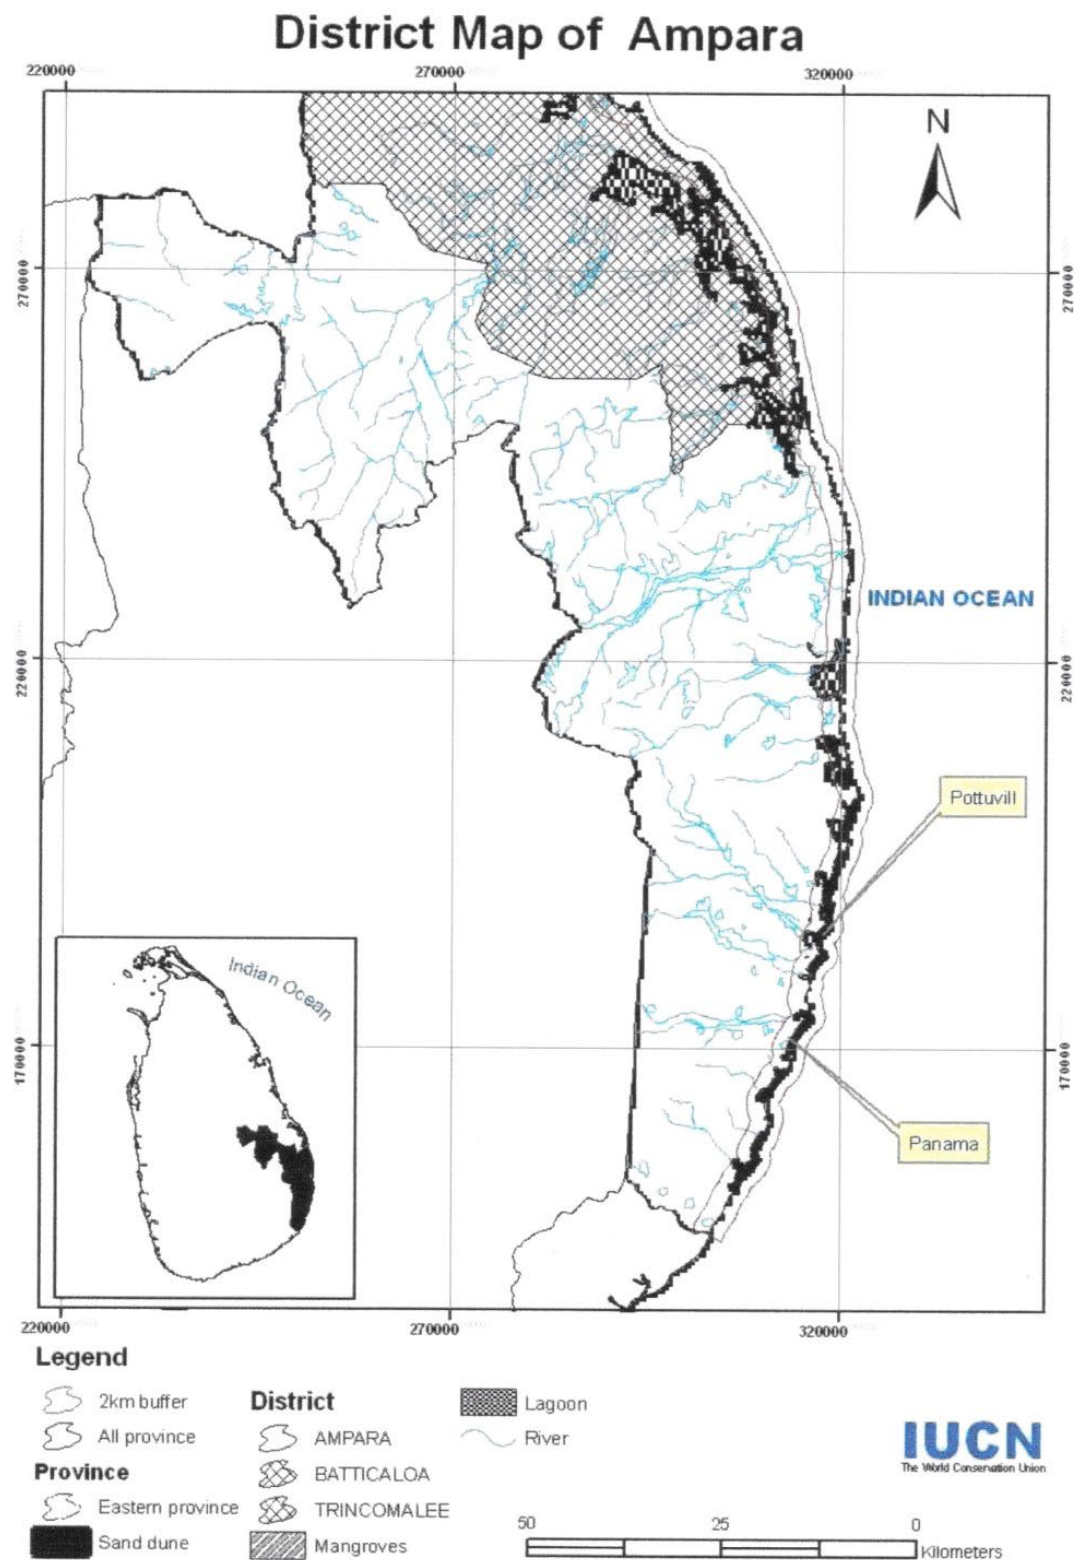 District Map of Ampara
220000
270000
320000
N
270000
270000
INDIAN OCEAN
220000
220000
Pottuvill
Indian Ocean
170000
170000
Panama
220000
270000
320000
Legend
2km buffer
All province
Province
Eastern province
Sand dune
District
AMPARA
BATTICALOA
TRINCOMALEE
Mangroves
Lagoon
River
IUCN
The World Conservation Union
50 25 0
Kilometers